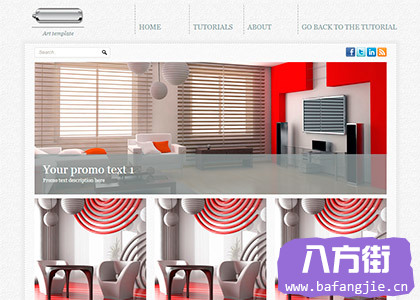 HOME
TUTORIALS
ABOUT
GO BACK TO THE TUTORIAL
Art template
Search
Your promo text 1
Promo text description here
八方街
www.bafangjie.cn